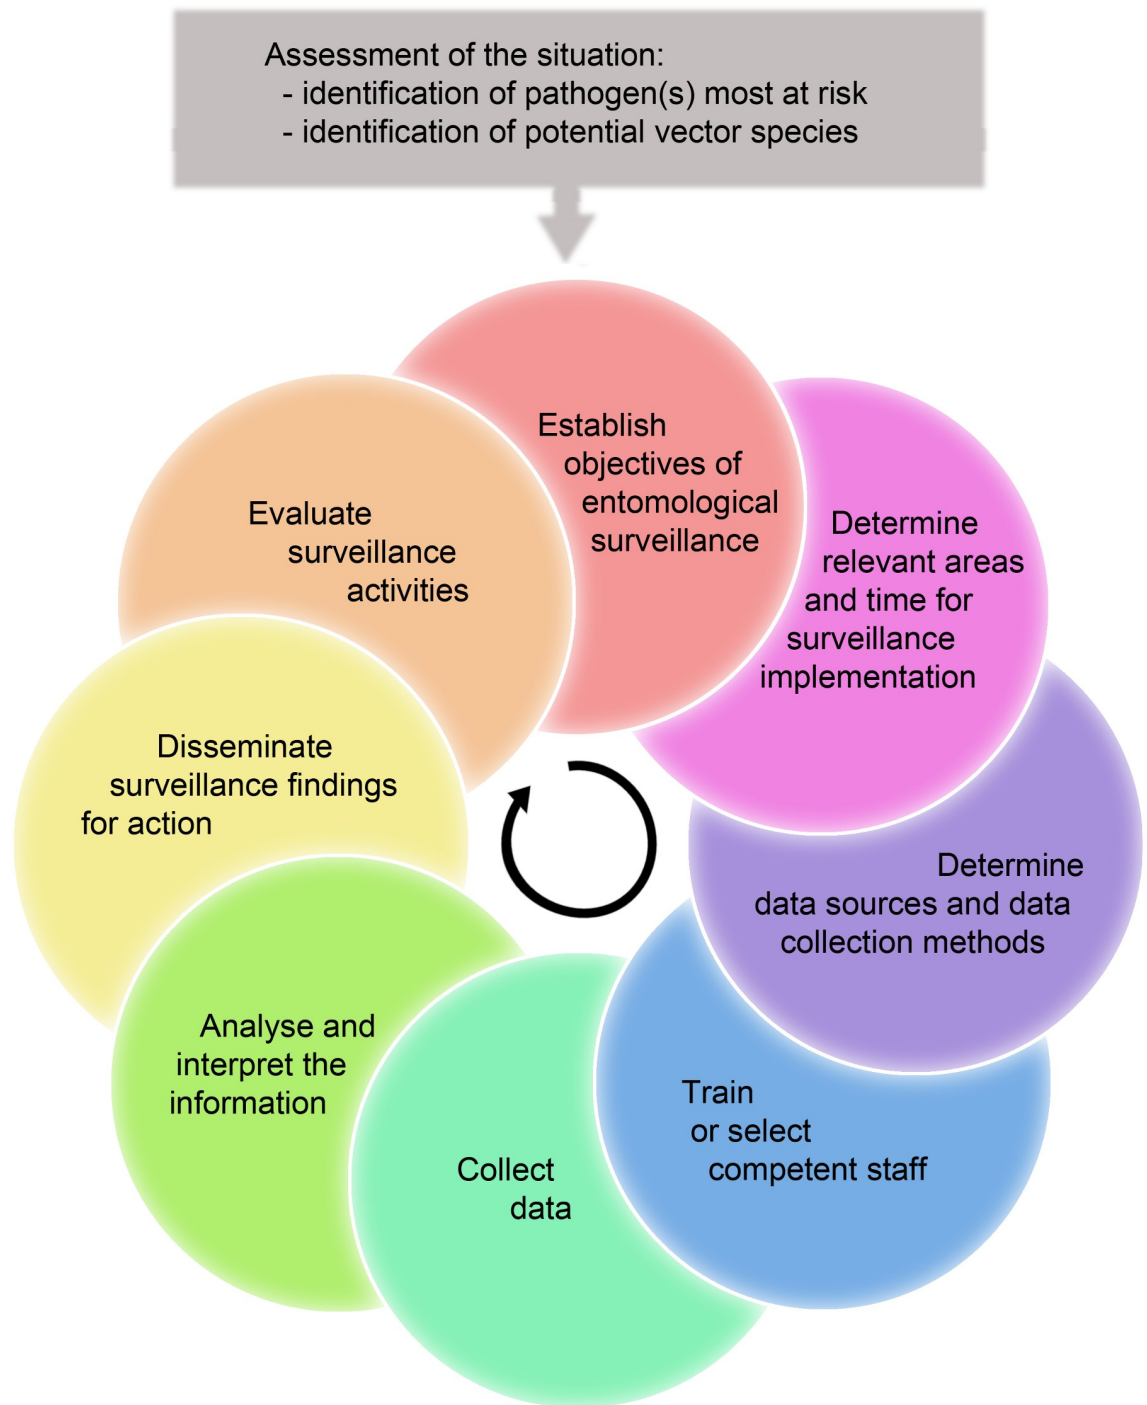 Assessment of the situation:
- identification of pathogen(s) most at risk
- identification of potential vector species
Establish
objectives of
entomological
surveillance
Determine
relevant areas
and time for
surveillance
implementation
Determine
data sources and data
collection methods
Train
or select
competent staff
Collect
data
Analyse and
interpret the
information
Disseminate
surveillance findings
for action
Evaluate
surveillance
activities